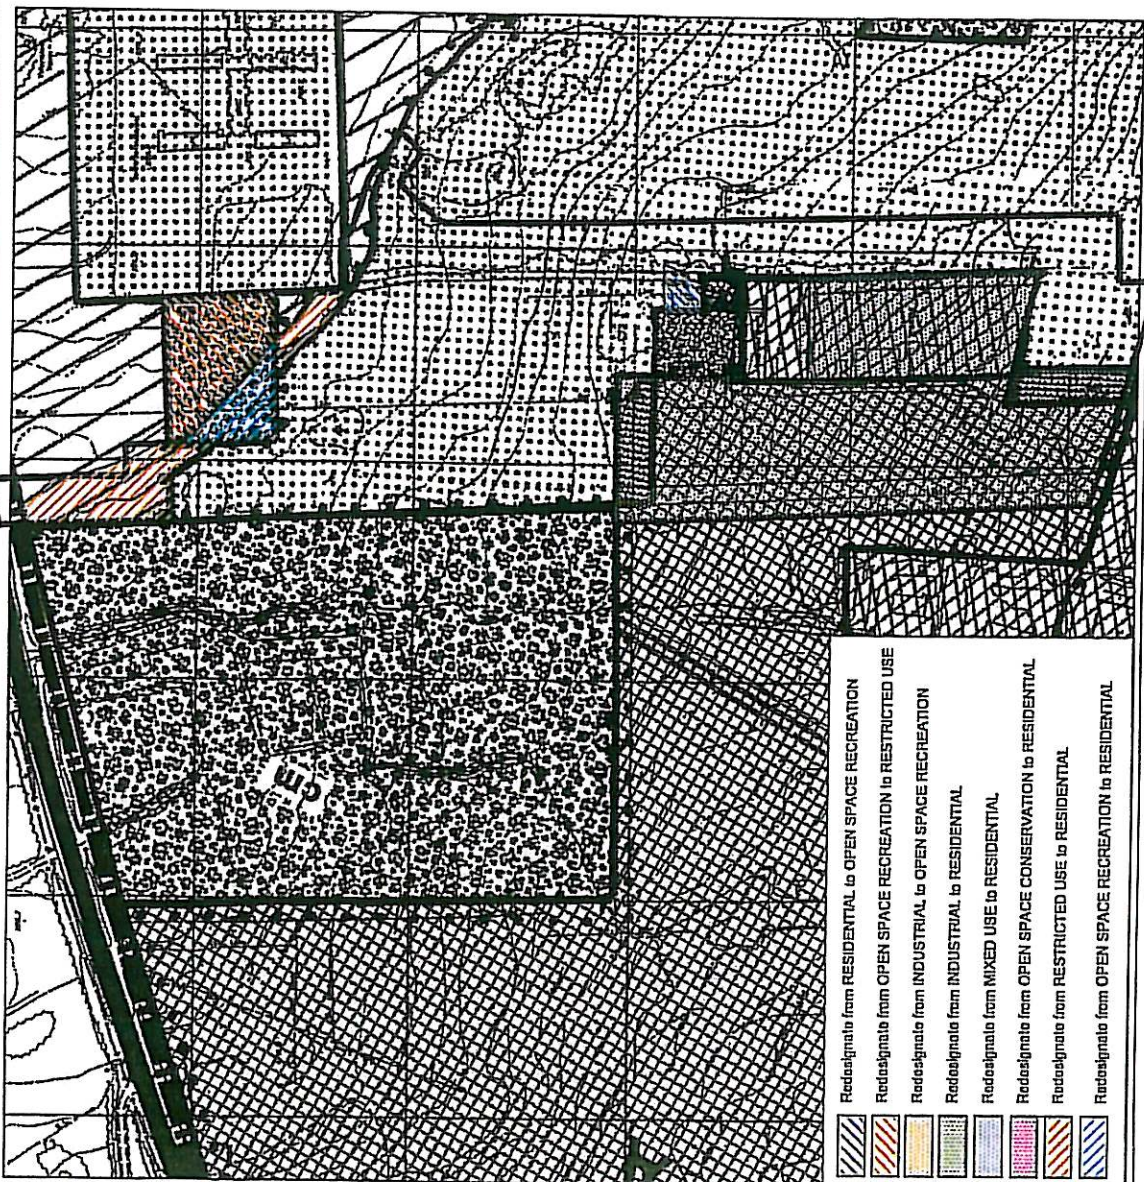 cm
Redesignate from RESIDENTIAL to OPEN SPACE RECREATION
Redesignate from OPEN SPACE RECREATION to RESTRICTED USE
Redesignate from INDUSTRIAL to OPEN SPACE RECREATION
Redesignate from INDUSTRIAL to RESIDENTIAL
Redesignate from MIXED USE to RESIDENTIAL
Redesignate from OPEN SPACE CONSERVATION to RESIDENTIAL
Redesignate from RESTRICTED USE to RESIDENTIAL
Redesignate from OPEN SPACE RECREATION to RESIDENTIAL